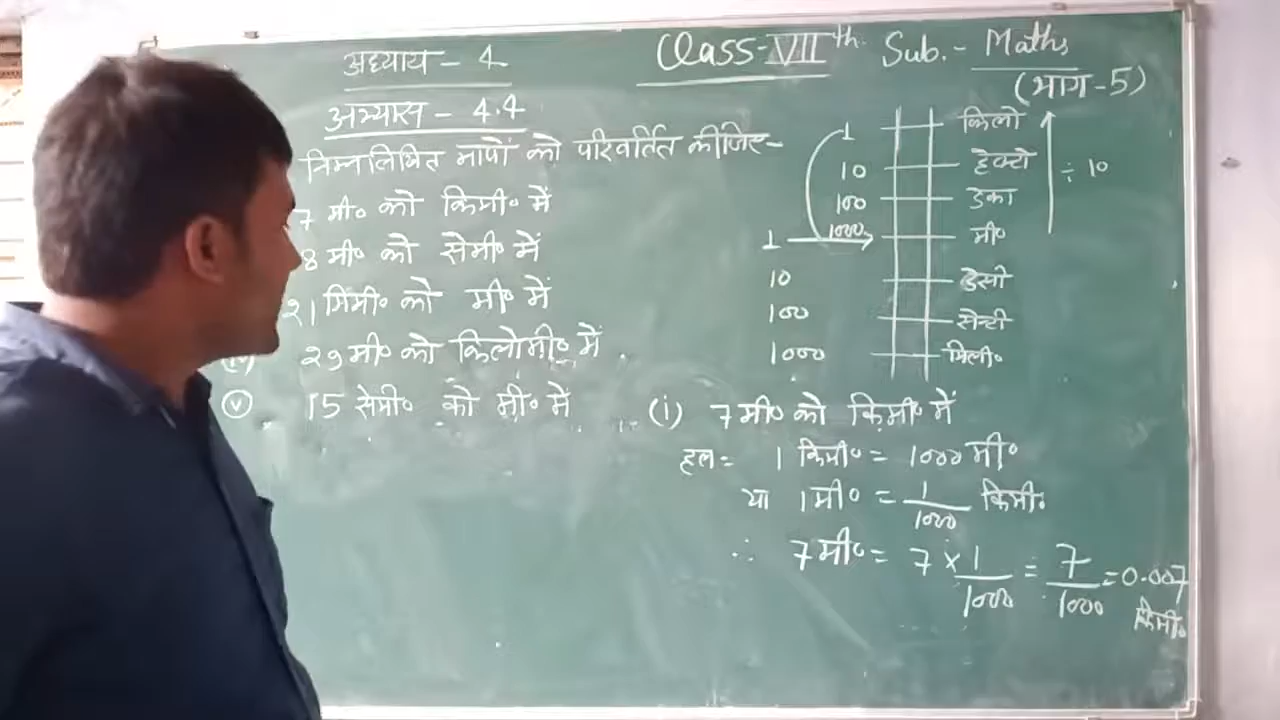 अध्याय - 4
Class-VIIth Sub. - Maths
(भाग-5)
अभ्यास - 4.4
निम्नलिखित मापों को परिवर्तित कीजिए-
7 मी० को किमी० में
8 मी० को सेमी० में
21 मिमी० को मी० में
29 मी० को किलोमी० में
(v) 15 सेमी० को मी० में
1 किलो
10 हेक्टो ÷ 10
100 डेका
1 1000 मी०
10 डेसी
100 सेन्टी
1000 मिली०
(i) 7 मी० को कि.मी० में
हल = 1 किमी० = 1000 मी०
या 1 मी० = 1/1000 किमी०
∴ 7 मी० = 7 × 1/1000 = 7/1000 = 0.007
किमी०